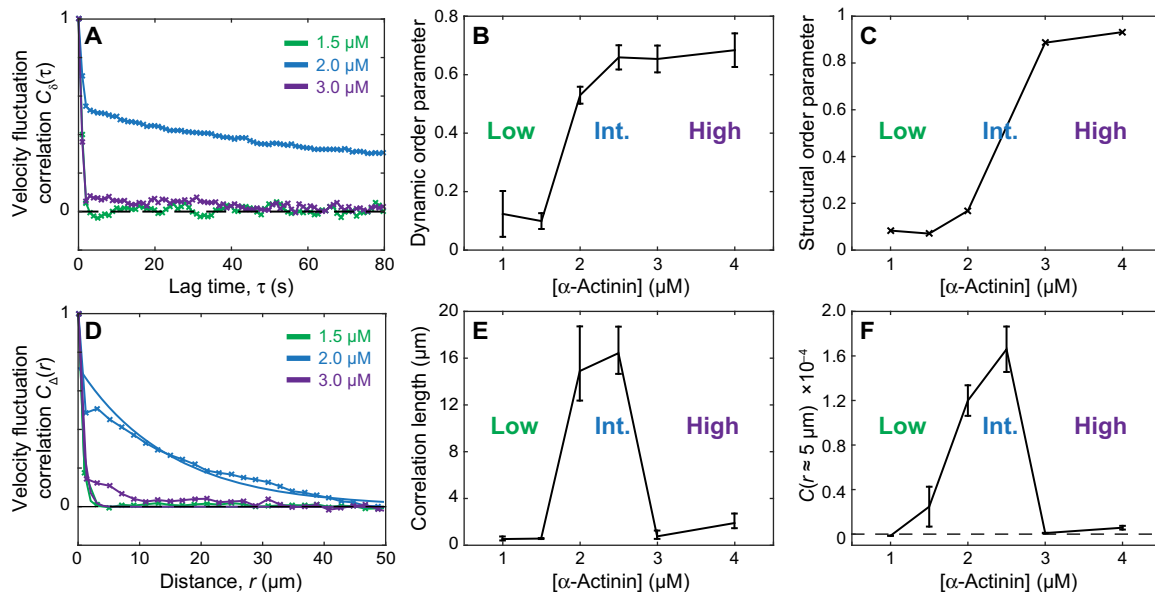 A
Velocity fluctuation
correlation Cδ(τ)
1
0
0
20
40
60
80
Lag time, τ (s)
1.5 µM
2.0 µM
3.0 µM
B
Dynamic order parameter
0.8
0.6
0.4
0.2
0
1
2
3
4
[α-Actinin] (µM)
Low
Int.
High
C
Structural order parameter
1
0.8
0.6
0.4
0.2
0
1
2
3
4
[α-Actinin] (µM)
Low
Int.
High
D
Velocity fluctuation
correlation CΔ(r)
1
0
0
10
20
30
40
50
Distance, r (µm)
1.5 µM
2.0 µM
3.0 µM
E
Correlation length (µm)
20
16
12
8
4
0
1
2
3
4
[α-Actinin] (µM)
Low
Int.
High
F
C(r ≈ 5 µm) ×10⁻⁴
2.0
1.6
1.2
0.8
0.4
0
1
2
3
4
[α-Actinin] (µM)
Low
Int.
High